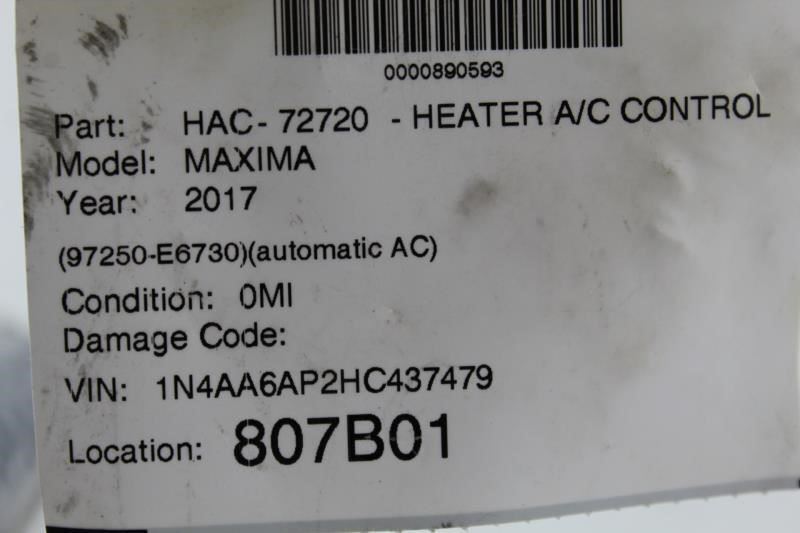 0000890593
Part: HAC- 72720 - HEATER A/C CONTROL
Model: MAXIMA
Year: 2017
(97250-E6730)(automatic AC)
Condition: 0MI
Damage Code:
VIN: 1N4AA6AP2HC437479
Location: 807B01